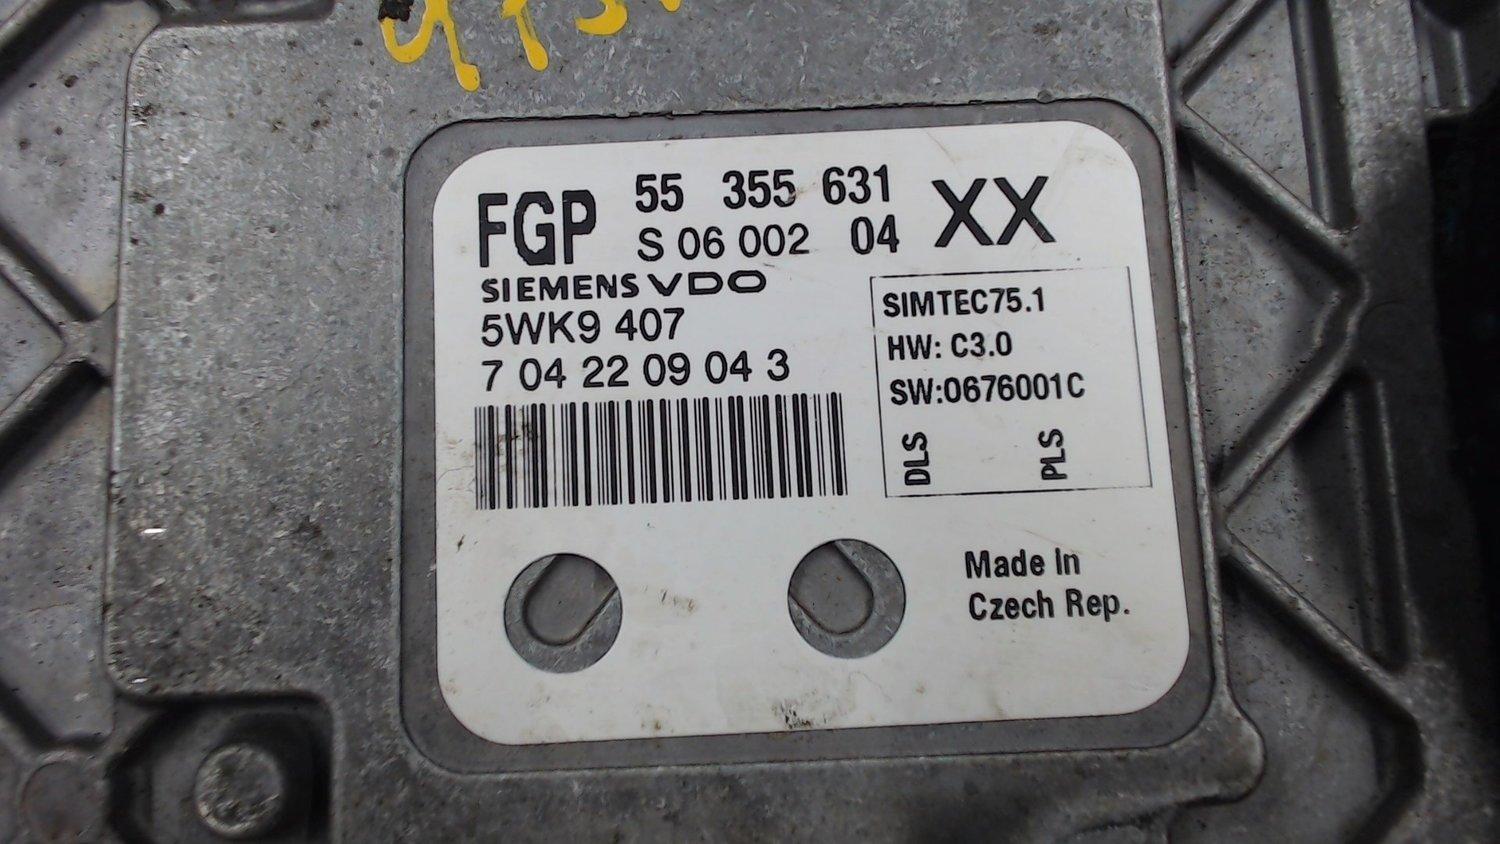 FGP 55 355 631 XX
S 06 002 04
SIEMENS VDO
5WK9 407
7 04 22 09 04 3
SIMTEC75.1
HW: C3.0
SW:0676001C
DLS PLS
Made In
Czech Rep.